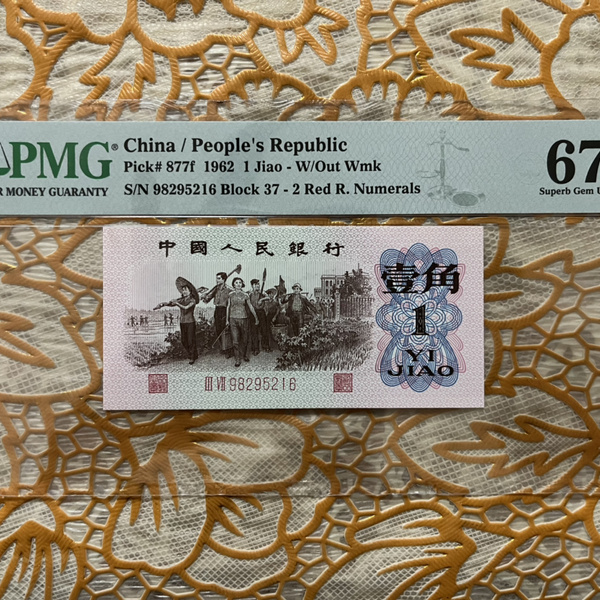 PMG®
R MONEY GUARANTY
China / People's Republic
Pick# 877f 1962 1 Jiao - W/Out Wmk
S/N 98295216 Block 37 - 2 Red R. Numerals
67
Superb Gem U
中國人民銀行
壹角
1
YI
JIAO
III VII 98295216